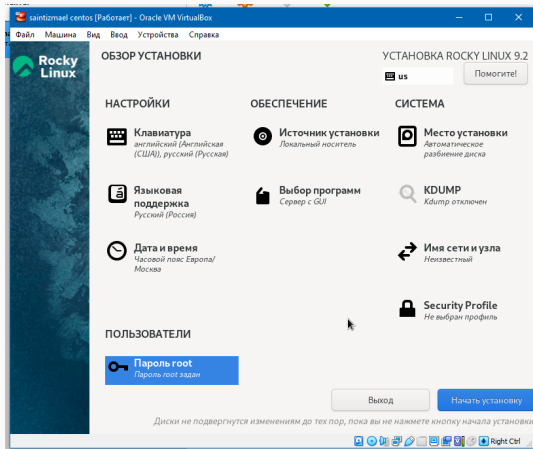 saintizmael centos [Работает] - Oracle VM VirtualBox
Файл Машина Вид Ввод Устройства Справка
Rocky Linux
ОБЗОР УСТАНОВКИ
УСТАНОВКА ROCKY LINUX 9.2
us
Помогите!
НАСТРОЙКИ
Клавиатура
английский (Английская
(США)), русский (Русская)
Языковая
поддержка
Русский (Россия)
Дата и время
Часовой пояс Европа/
Москва
ОБЕСПЕЧЕНИЕ
Источник установки
Локальный носитель
Выбор программ
Сервер с GUI
СИСТЕМА
Место установки
Автоматическое
разбиение диска
KDUMP
Kdump отключен
Имя сети и узла
Неизвестный
Security Profile
Не выбран профиль
ПОЛЬЗОВАТЕЛИ
Пароль root
Пароль root задан
Выход
Начать установку
Диски не подвергнутся изменениям до тех пор, пока вы не нажмете кнопку начала установки
Right Ctrl